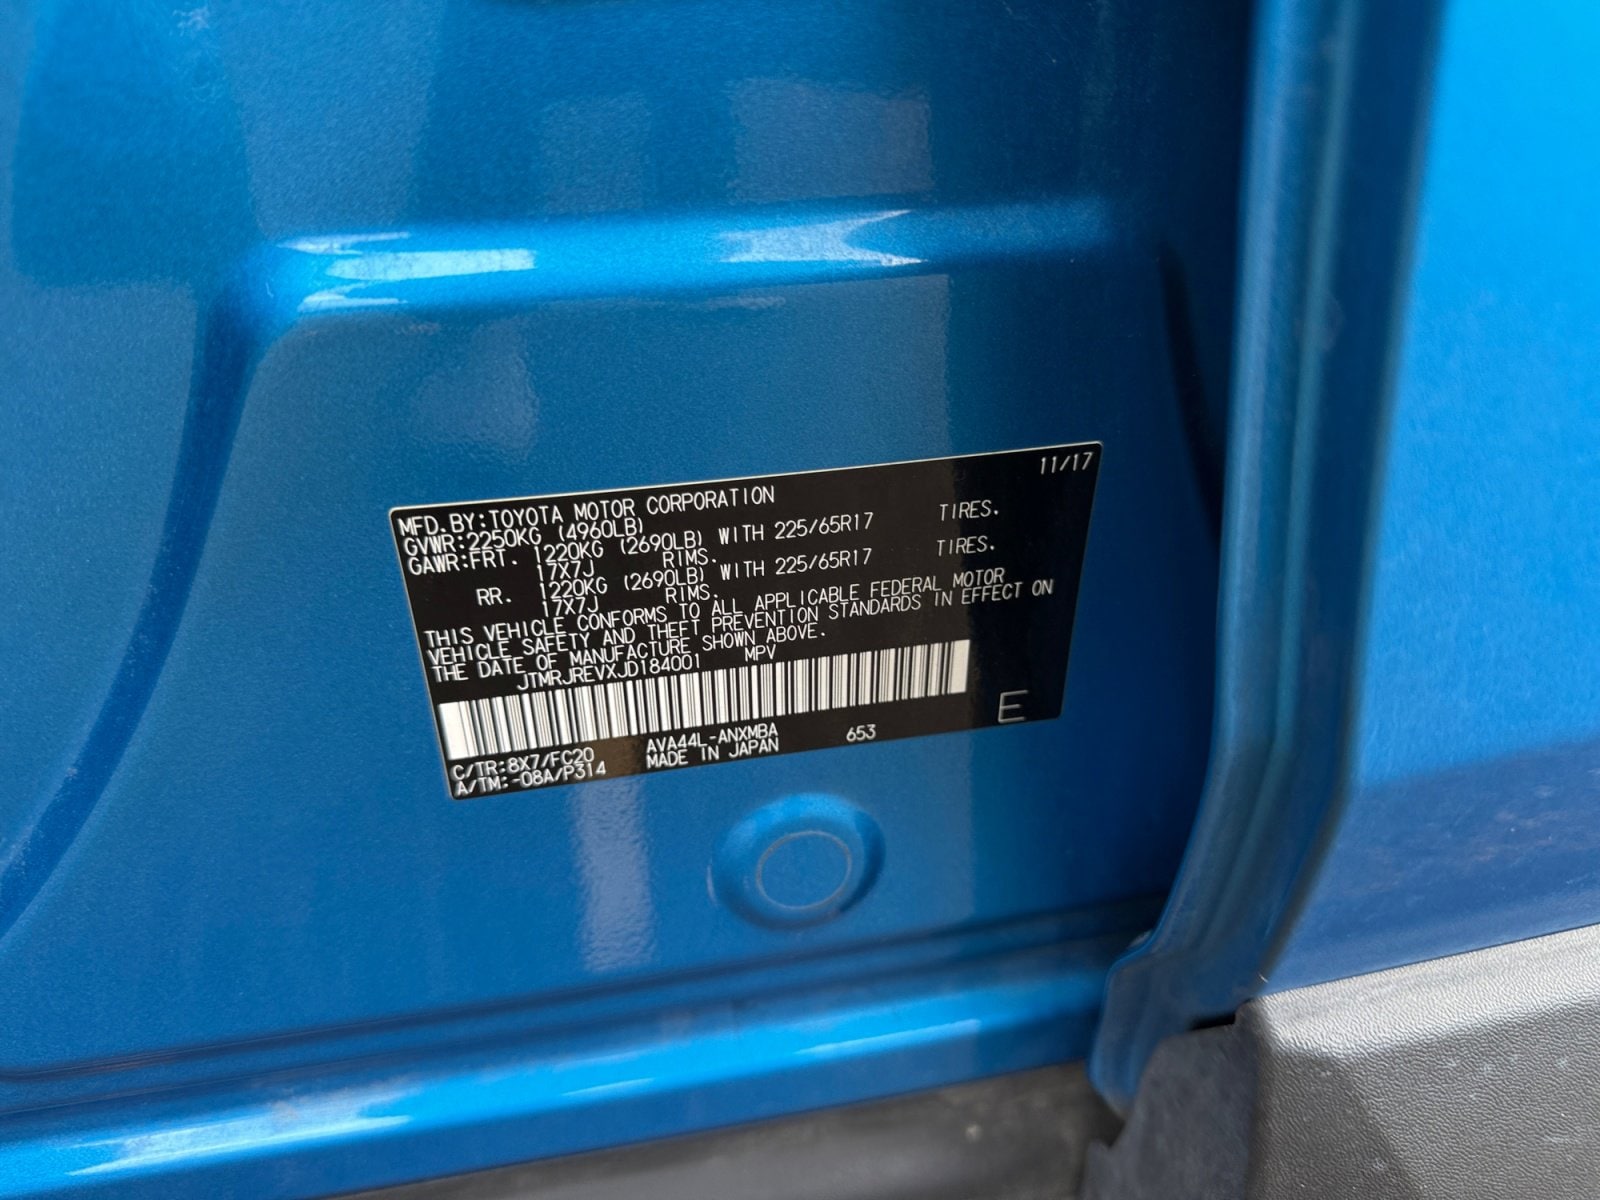 11/17
MFD.BY:TOYOTA MOTOR CORPORATION
GVWR:2250KG (4960LB)
GAWR:FRT. 1220KG (2690LB) WITH 225/65R17 TIRES.
17X7J RIMS.
RR. 1220KG (2690LB) WITH 225/65R17 TIRES.
17X7J RIMS.
THIS VEHICLE CONFORMS TO ALL APPLICABLE FEDERAL MOTOR
VEHICLE SAFETY AND THEFT PREVENTION STANDARDS IN EFFECT ON
THE DATE OF MANUFACTURE SHOWN ABOVE.
JTMRJREVXJD184001 MPV
E
C/TR:8X7/FC20 AVA44L-ANXMBA 653
A/TM:-08A/P314 MADE IN JAPAN